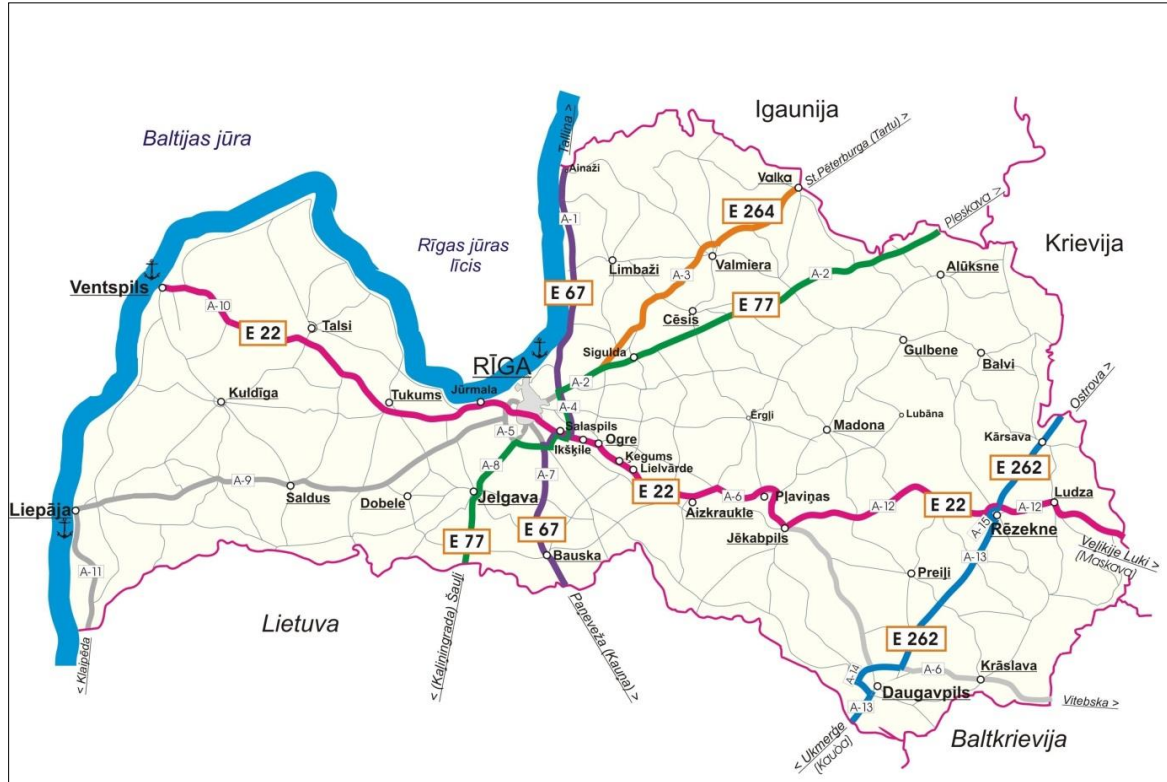 Igaunija
Baltijas jūra
Tallina >
Ainaži
St.Pēterburga (Tartu) >
Valka
A-1
E 264
Pleskava >
Rīgas jūras
līcis
Krievija
Limbaži
Valmiera
A-3
A-2
Alūksne
Ventspils
A-10
E 67
E 77
E 22
Talsi
Cēsis
Sigulda
Gulbene
Balvi
RĪGA
A-2
Kuldīga
Tukums
Jūrmala
A-4
Ostrova >
Ērgļi
Lubāna
Madona
A-5
Salaspils
Ogre
Ikšķile
Kārsava
Ķegums
Lielvārde
A-8
A-7
E 262
A-9
Saldus
Dobele
Jelgava
E 22
A-6
Pļaviņas
E 22
A-12
Ludza
Liepāja
Aizkraukle
A-12
A-15
Rēzekne
Jēkabpils
E 67
E 77
Bauska
A-13
Veļikije Luki >
(Maskava)
A-11
Preiļi
Lietuva
< (Kaļiņingrada) Šauļi
Paneveža (Kauņa) >
E 262
< Klaipēda
A-14
A-6
Krāslava
Daugavpils
A-13
Vitebska >
< Ukmerģe
Baltkrievija